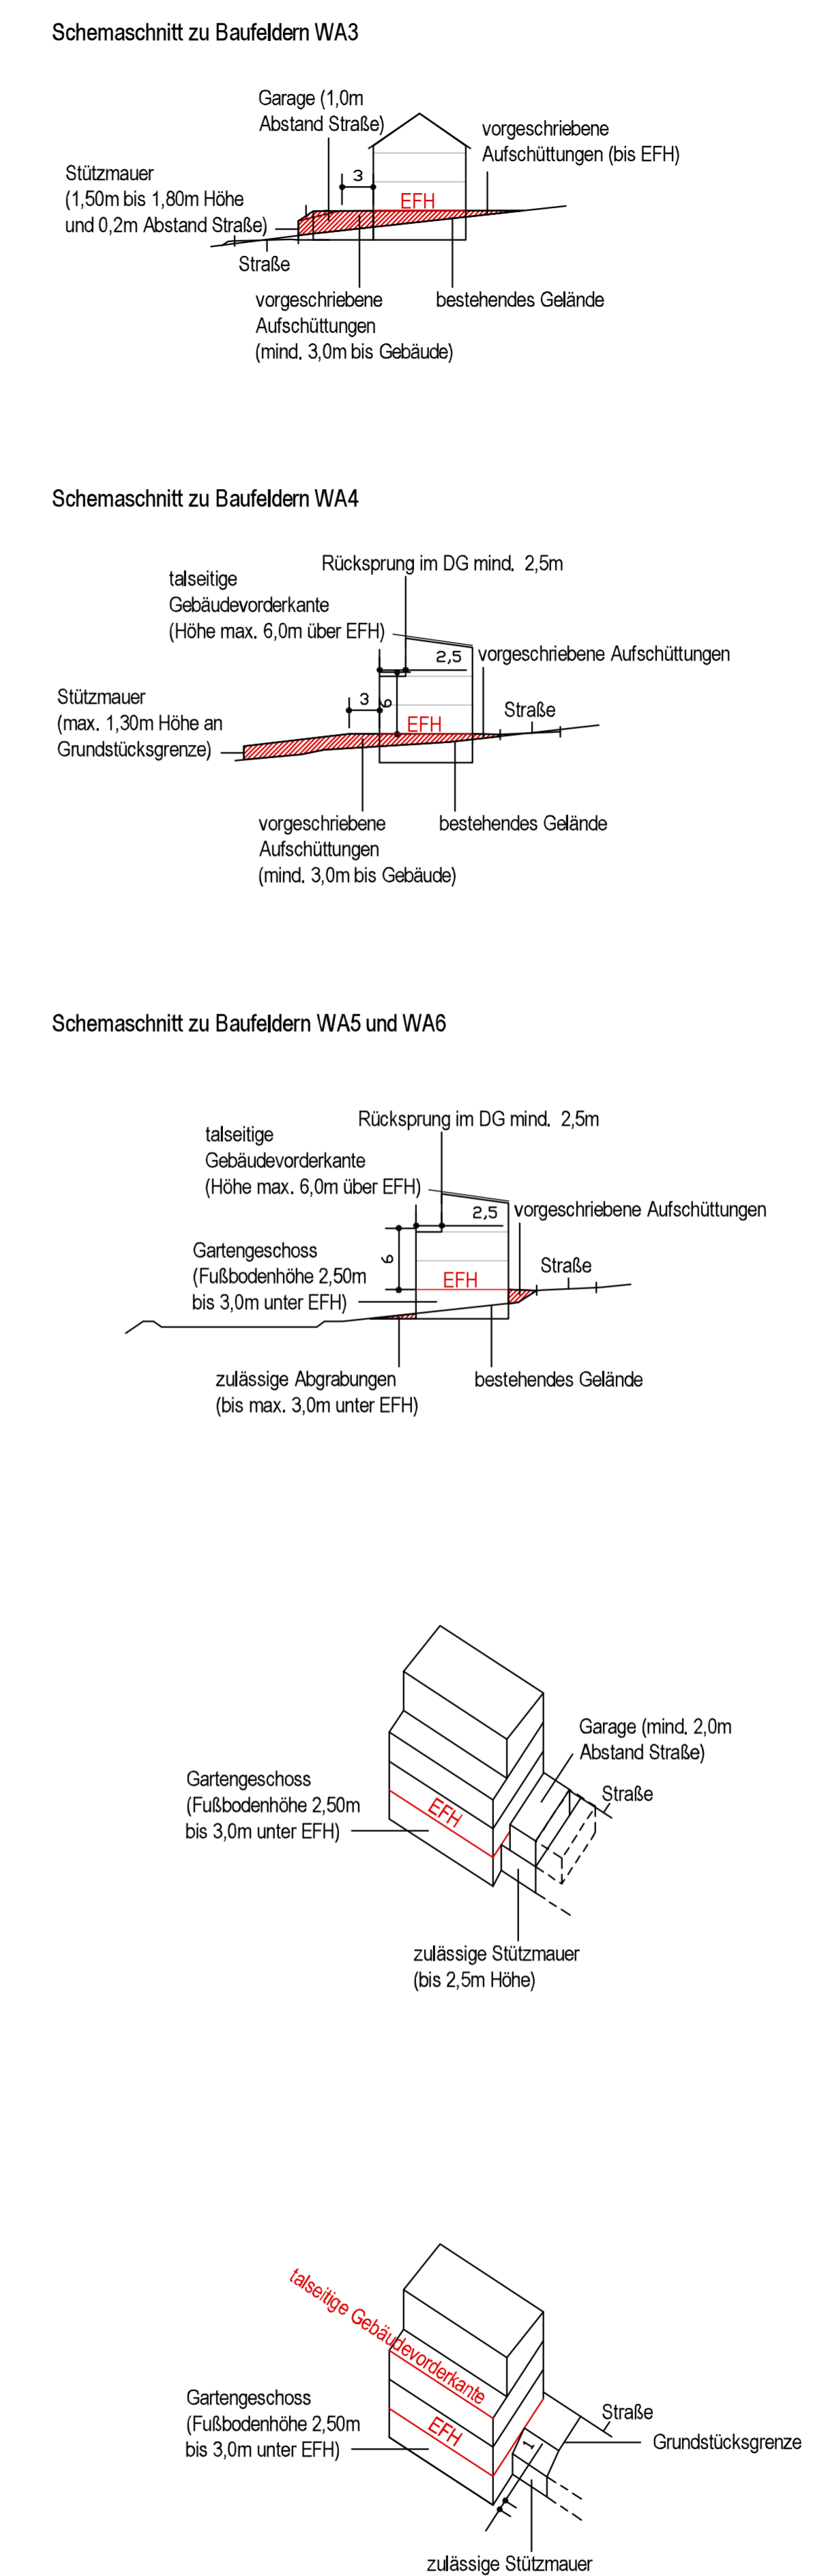 Schemaschnitt zu Baufeldern WA3
Garage (1,0m
Abstand Straße)
vorgeschriebene
Aufschüttungen (bis EFH)
Stützmauer
(1,50m bis 1,80m Höhe
und 0,2m Abstand Straße)
3
EFH
Straße
vorgeschriebene
Aufschüttungen
(mind. 3,0m bis Gebäude)
bestehendes Gelände
Schemaschnitt zu Baufeldern WA4
Rücksprung im DG mind. 2,5m
talseitige
Gebäudevorderkante
(Höhe max. 6,0m über EFH)
2,5
vorgeschriebene Aufschüttungen
Stützmauer
(max. 1,30m Höhe an
Grundstücksgrenze)
3
6
EFH
Straße
vorgeschriebene
Aufschüttungen
(mind. 3,0m bis Gebäude)
bestehendes Gelände
Schemaschnitt zu Baufeldern WA5 und WA6
Rücksprung im DG mind. 2,5m
talseitige
Gebäudevorderkante
(Höhe max. 6,0m über EFH)
2,5
vorgeschriebene Aufschüttungen
Gartengeschoss
(Fußbodenhöhe 2,50m
bis 3,0m unter EFH)
6
EFH
Straße
zulässige Abgrabungen
(bis max. 3,0m unter EFH)
bestehendes Gelände
Garage (mind. 2,0m
Abstand Straße)
Straße
Gartengeschoss
(Fußbodenhöhe 2,50m
bis 3,0m unter EFH)
EFH
zulässige Stützmauer
(bis 2,5m Höhe)
talseitige Gebäudevorderkante
Gartengeschoss
(Fußbodenhöhe 2,50m
bis 3,0m unter EFH)
EFH
Straße
Grundstücksgrenze
1
zulässige Stützmauer